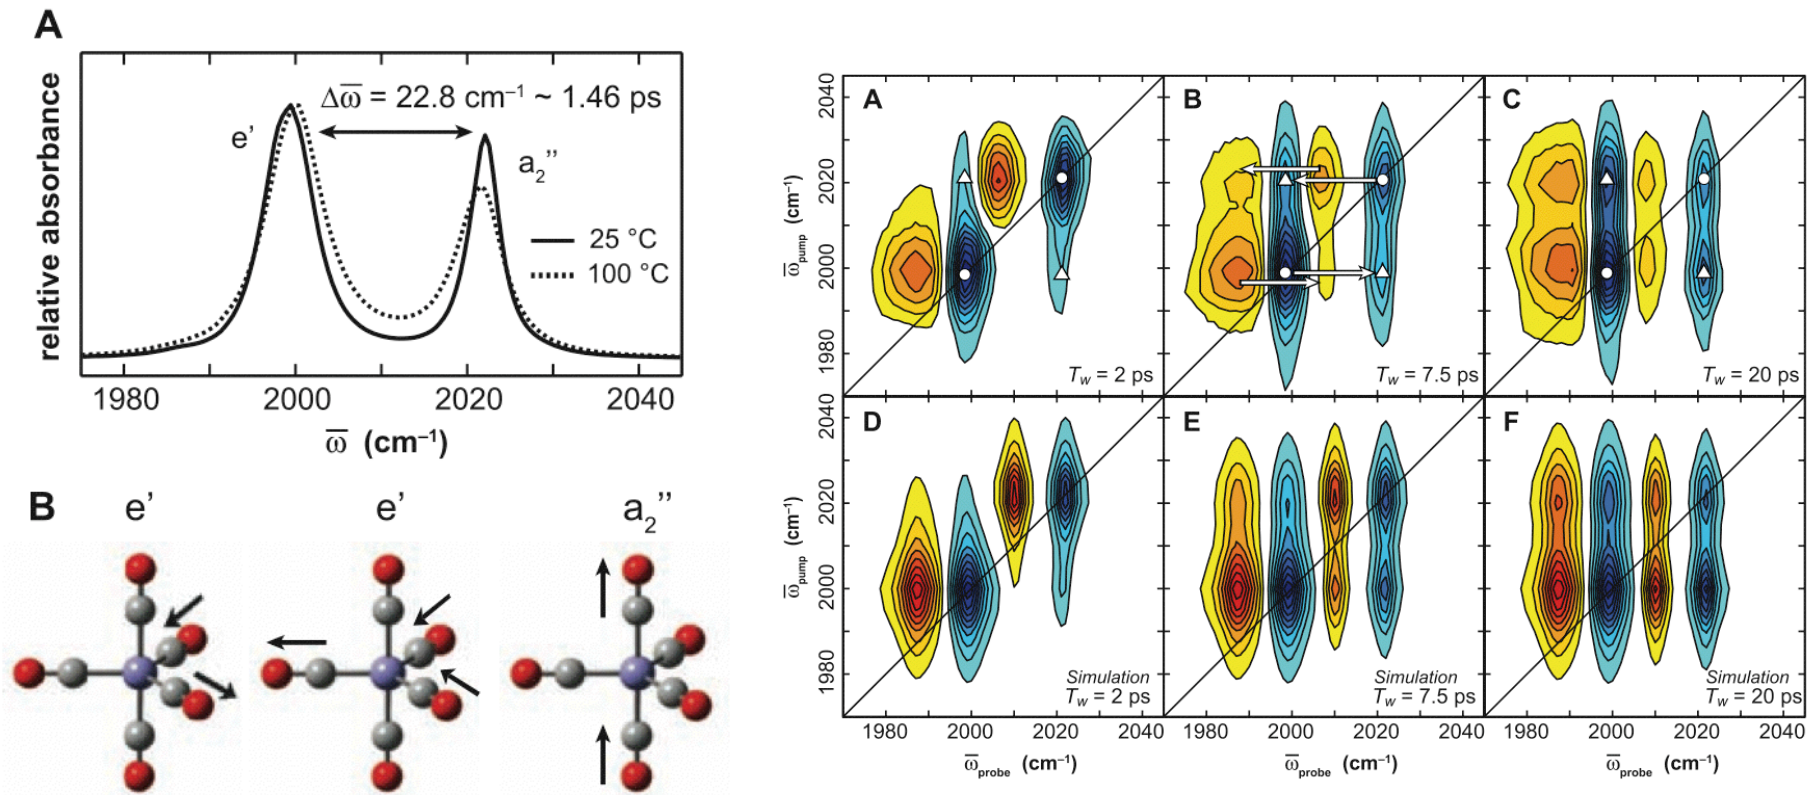 A
relative absorbance
Δω̅ = 22.8 cm⁻¹ ~ 1.46 ps
e’
a₂’’
25 °C
100 °C
1980 2000 2020 2040
ω̅ (cm⁻¹)
B e’ e’ a₂’’
A B C
ω̅pump (cm⁻¹)
1980 2000 2020 2040
Tw = 2 ps Tw = 7.5 ps Tw = 20 ps
D E F
ω̅pump (cm⁻¹)
1980 2000 2020 2040
Simulation Simulation Simulation
Tw = 2 ps Tw = 7.5 ps Tw = 20 ps
1980 2000 2020 2040 1980 2000 2020 2040 1980 2000 2020 2040
ω̅probe (cm⁻¹) ω̅probe (cm⁻¹) ω̅probe (cm⁻¹)